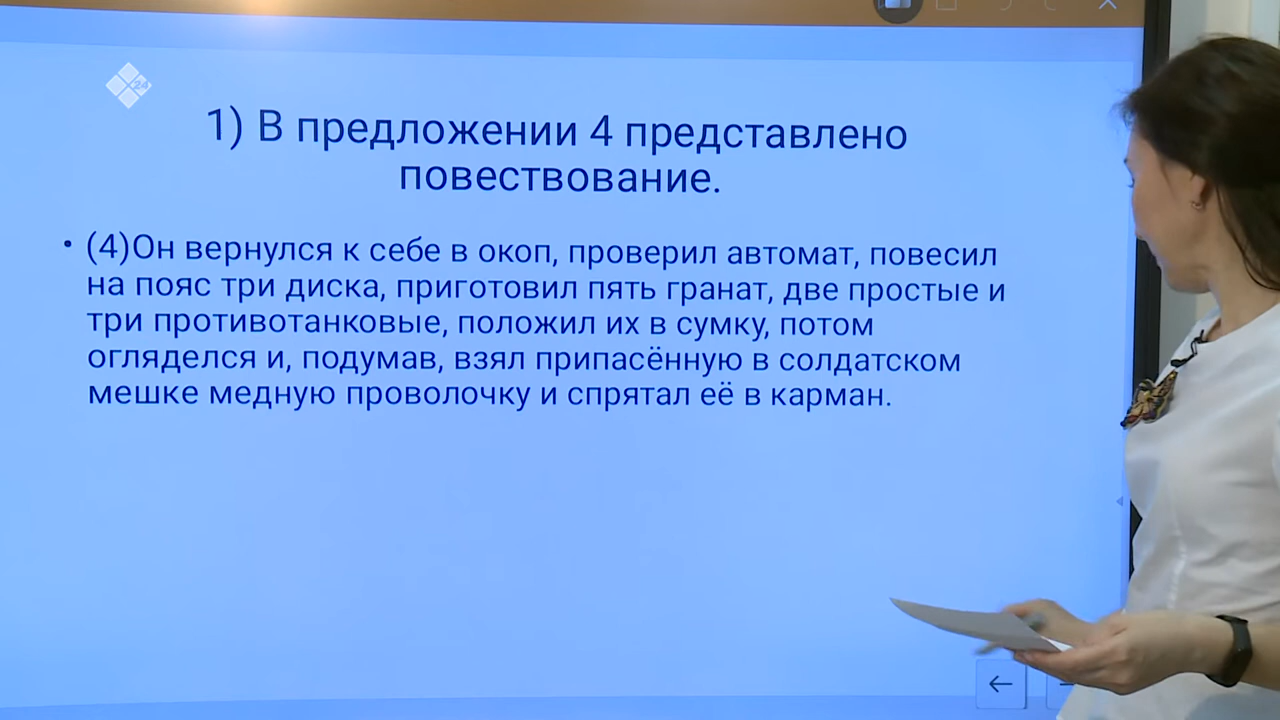 24
1) В предложении 4 представлено
повествование.
• (4)Он вернулся к себе в окоп, проверил автомат, повесил
на пояс три диска, приготовил пять гранат, две простые и
три противотанковые, положил их в сумку, потом
огляделся и, подумав, взял припасённую в солдатском
мешке медную проволочку и спрятал её в карман.